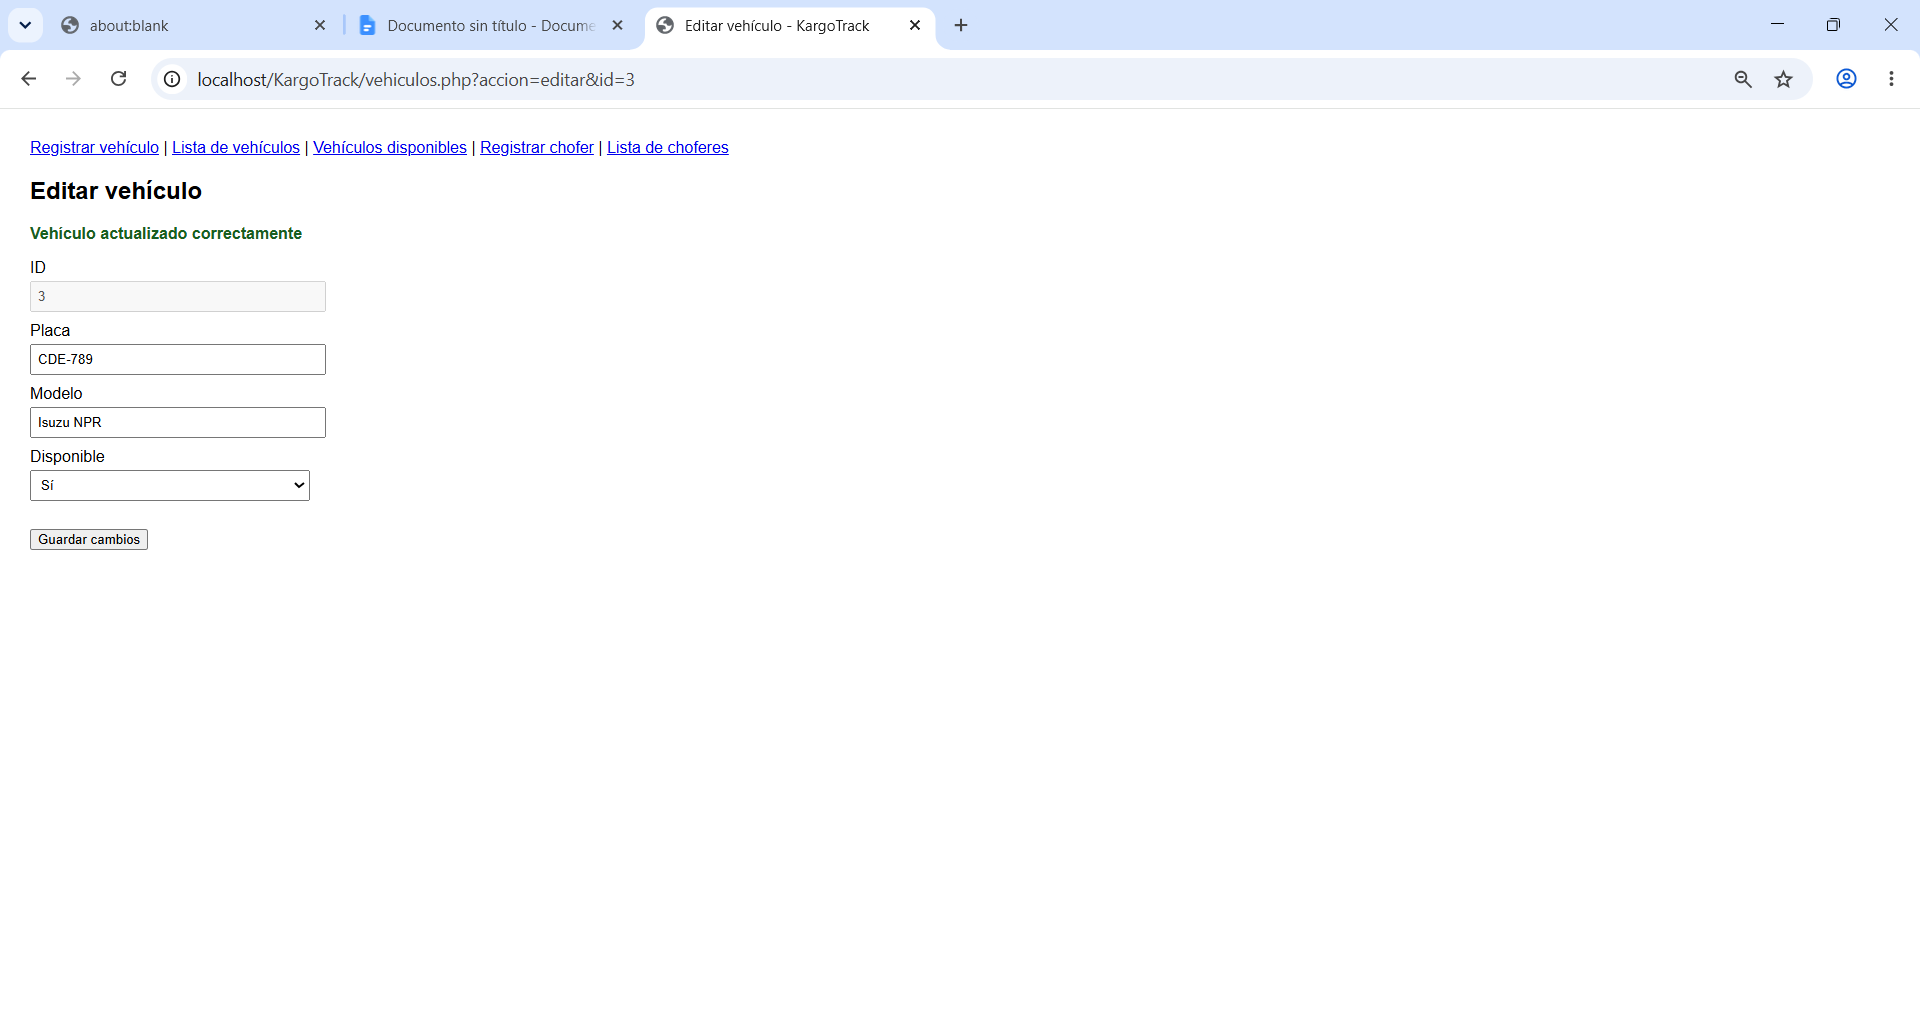 about:blank
Documento sin título - Docume
Editar vehículo - KargoTrack
localhost/KargoTrack/vehiculos.php?accion=editar&id=3
Registrar vehículo | Lista de vehículos | Vehículos disponibles | Registrar chofer | Lista de choferes
Editar vehículo
Vehículo actualizado correctamente
ID
3
Placa
CDE-789
Modelo
Isuzu NPR
Disponible
Sí
Guardar cambios